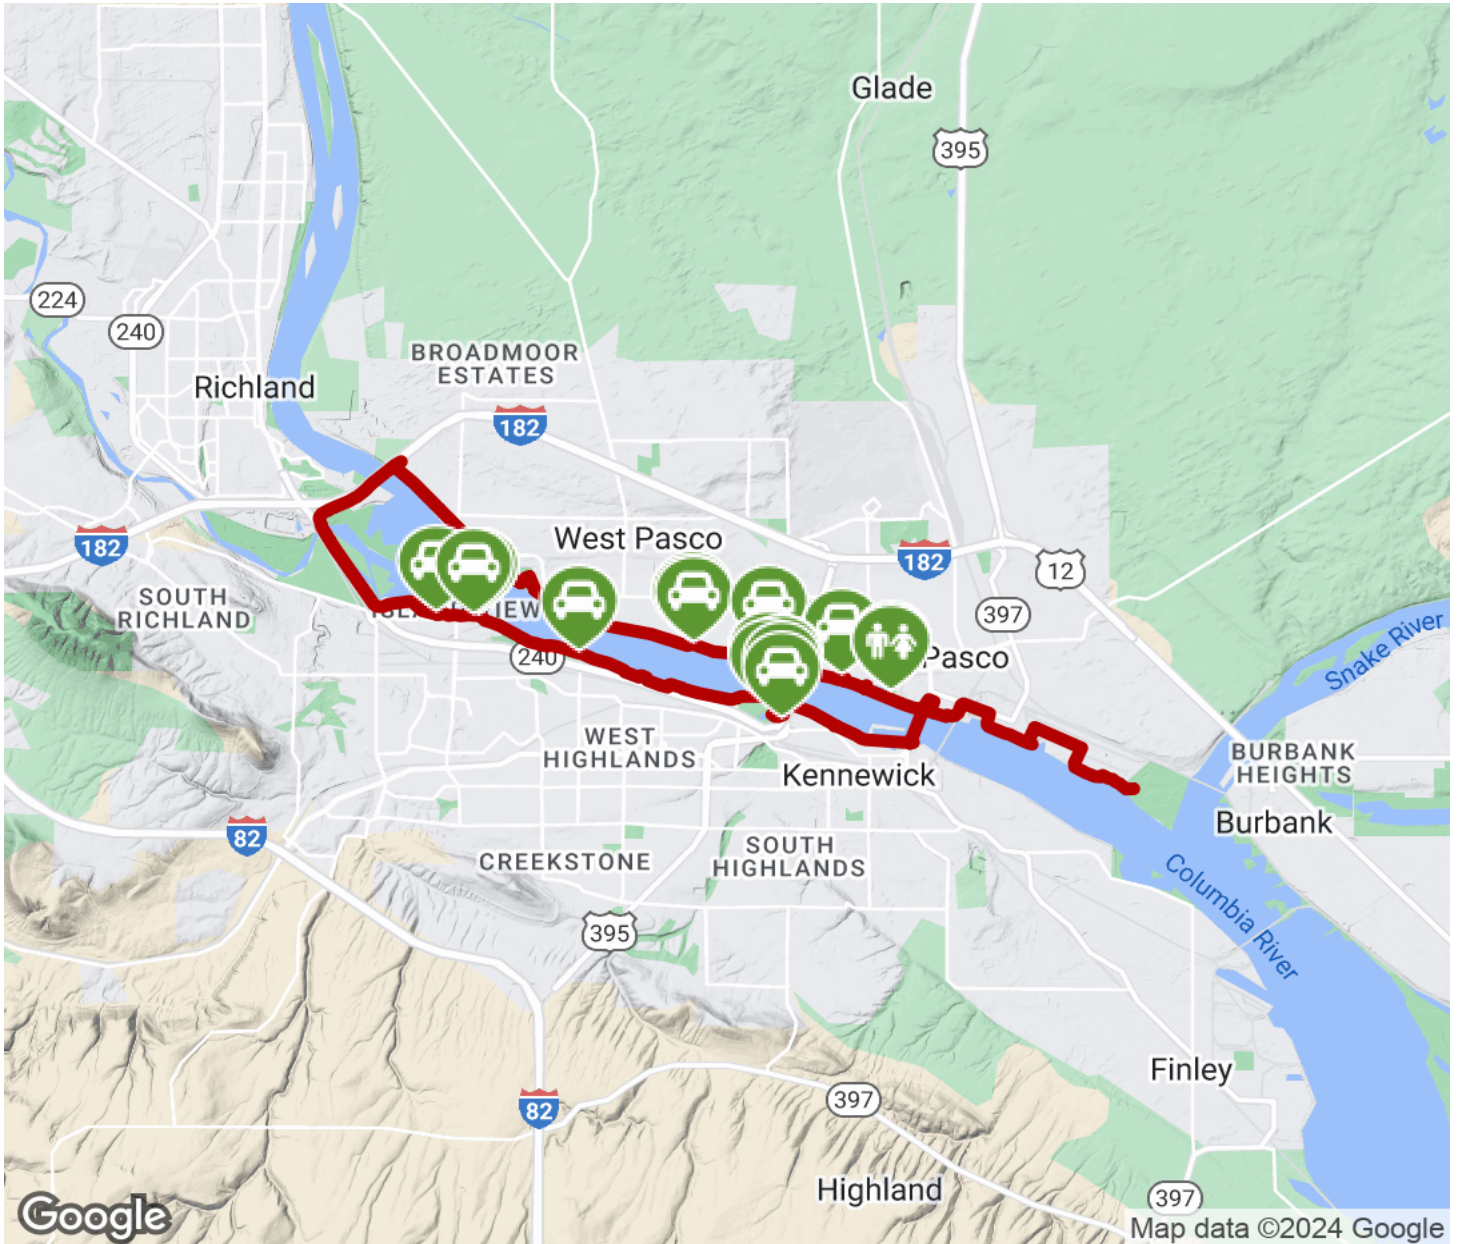 Glade
395
224
240
BROADMOOR
ESTATES
Richland
182
West Pasco
182
182
12
SOUTH
RICHLAND
397
240
Pasco
Snake River
WEST
HIGHLANDS
Kennewick
BURBANK
HEIGHTS
Burbank
82
CREEKSTONE
SOUTH
HIGHLANDS
Columbia River
395
Finley
82
397
Highland
397
Google
Map data ©2024 Google